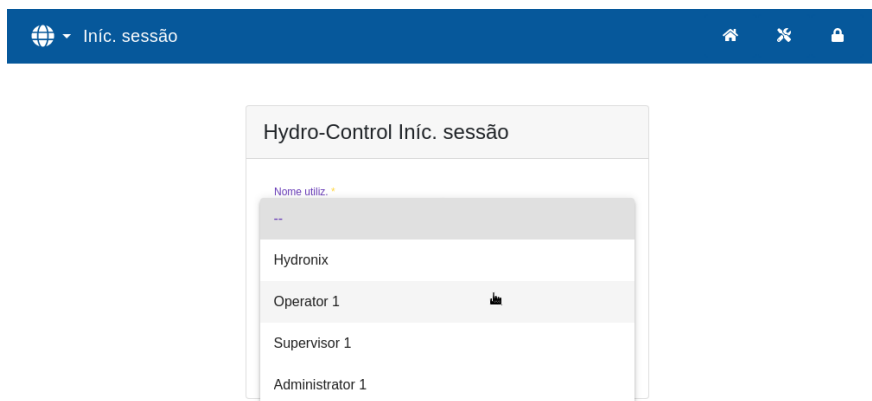 Iníc. sessão
Hydro-Control Iníc. sessão
Nome utiliz. *
--
Hydronix
Operator 1
Supervisor 1
Administrator 1